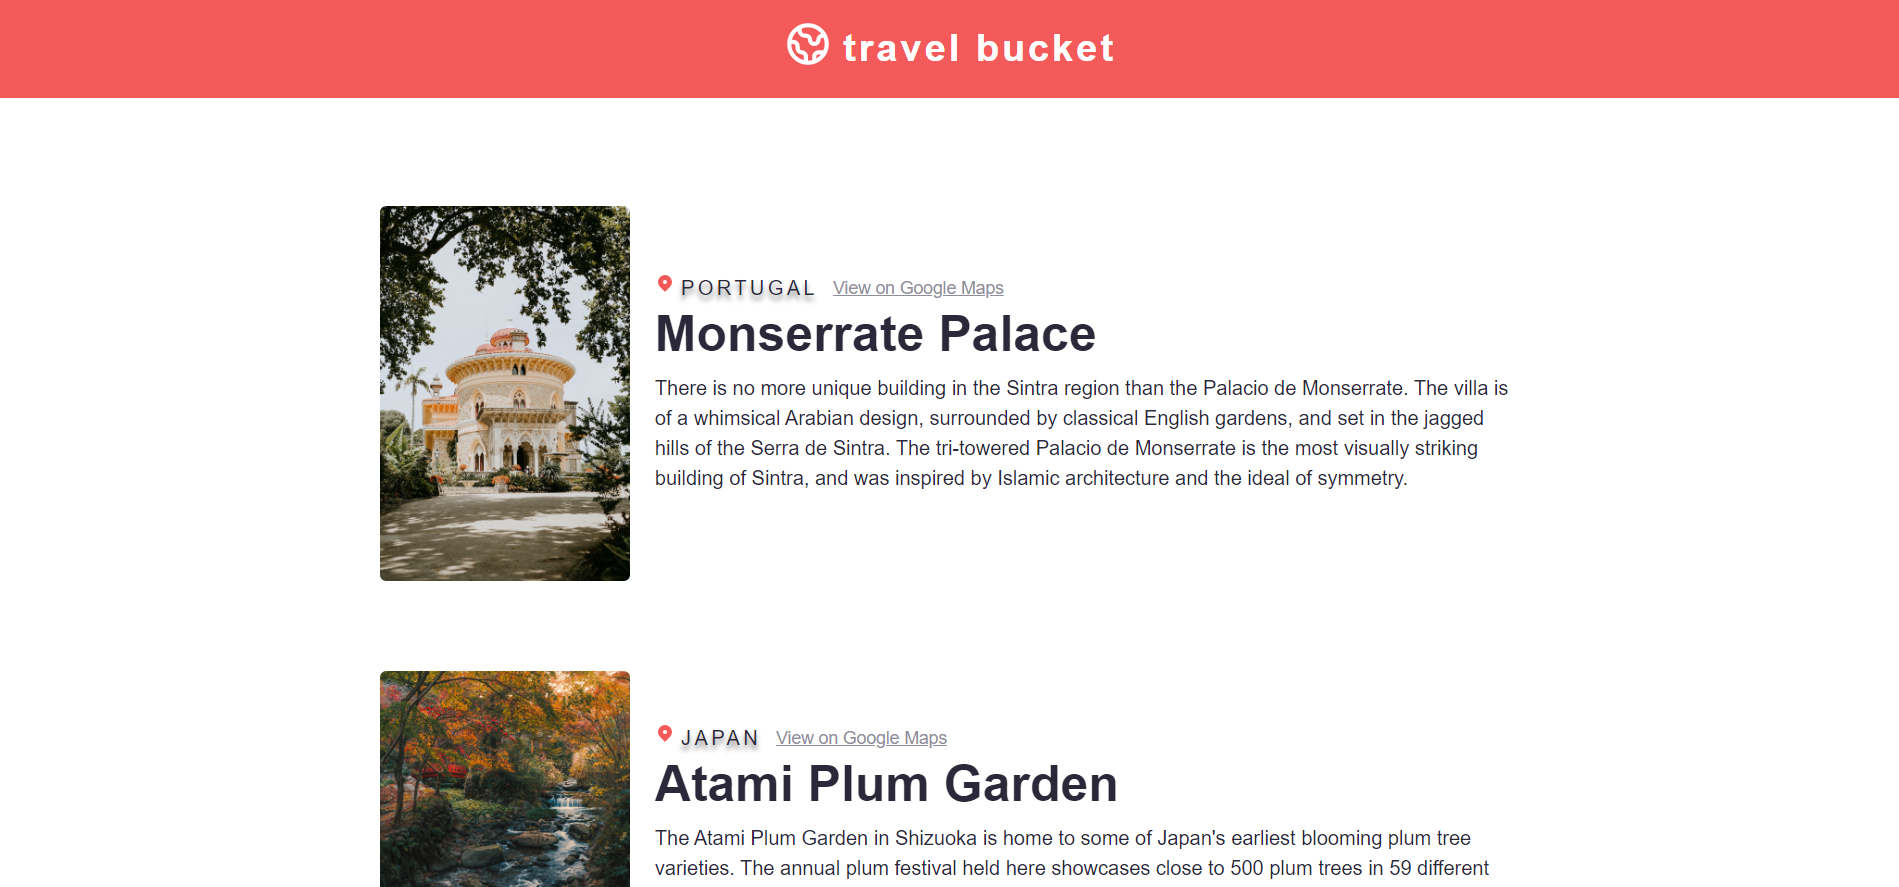 travel bucket
PORTUGAL View on Google Maps
Monserrate Palace
There is no more unique building in the Sintra region than the Palacio de Monserrate. The villa is
of a whimsical Arabian design, surrounded by classical English gardens, and set in the jagged
hills of the Serra de Sintra. The tri-towered Palacio de Monserrate is the most visually striking
building of Sintra, and was inspired by Islamic architecture and the ideal of symmetry.
JAPAN View on Google Maps
Atami Plum Garden
The Atami Plum Garden in Shizuoka is home to some of Japan's earliest blooming plum tree
varieties. The annual plum festival held here showcases close to 500 plum trees in 59 different